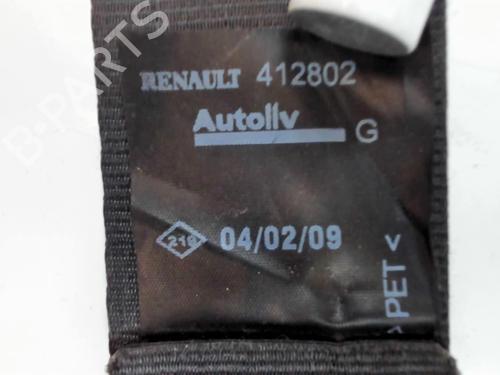 RENAULT 412802
Autoliv
G
219 04/02/09
>PET<
B-PARTS